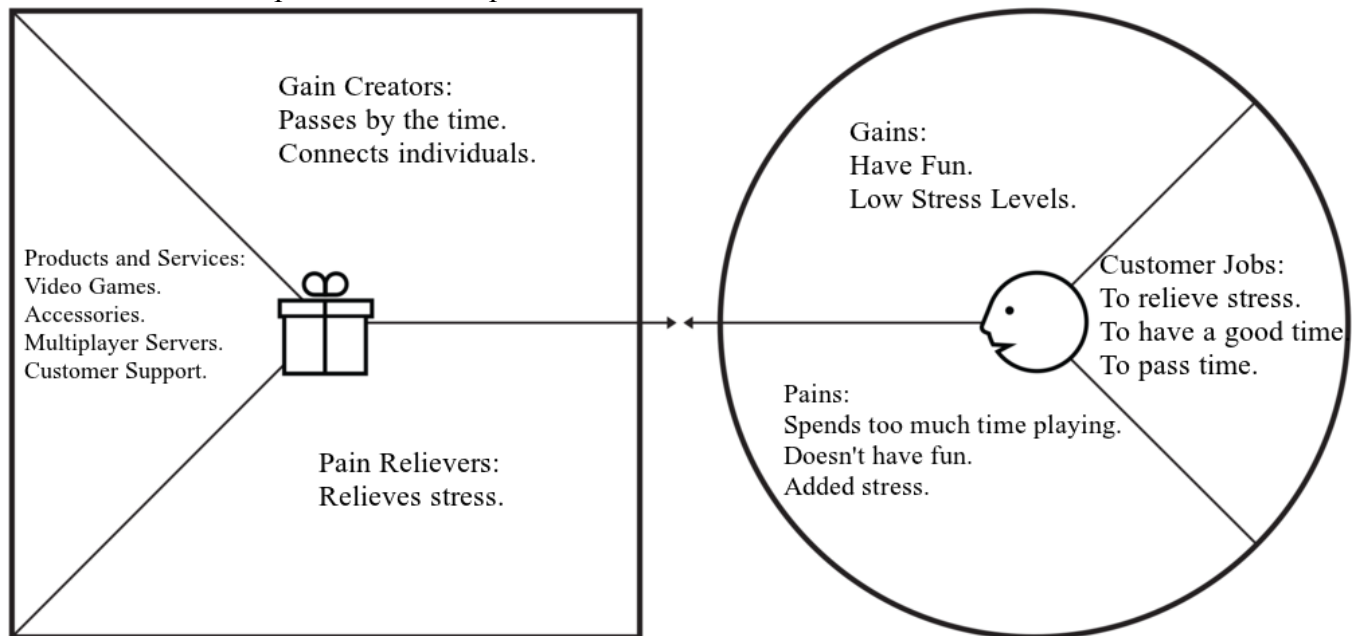 Gain Creators:
Passes by the time.
Connects individuals.
Products and Services:
Video Games.
Accessories.
Multiplayer Servers.
Customer Support.
Pain Relievers:
Relieves stress.
Gains:
Have Fun.
Low Stress Levels.
Customer Jobs:
To relieve stress.
To have a good time.
To pass time.
Pains:
Spends too much time playing.
Doesn't have fun.
Added stress.